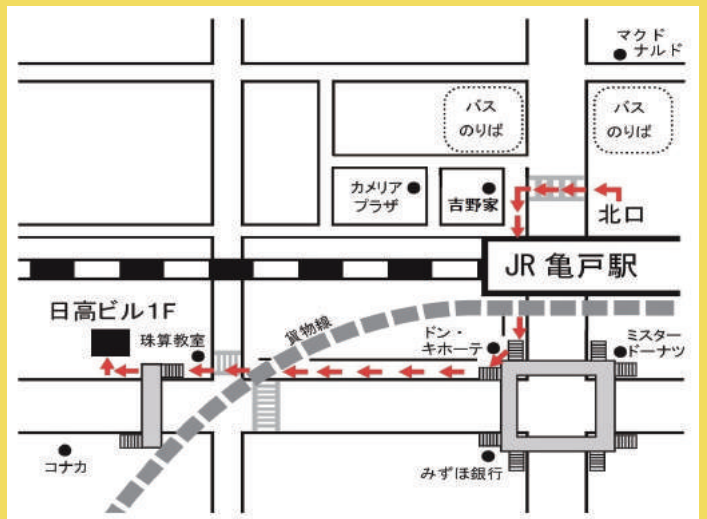 マクド
ナルド
バス
のりば
バス
のりば
カメリア
プラザ
吉野家
北口
JR 亀戸駅
日高ビル1F
貨物線
珠算教室
ドン・
キホーテ
ミスター
ドーナツ
コナカ
みずほ銀行